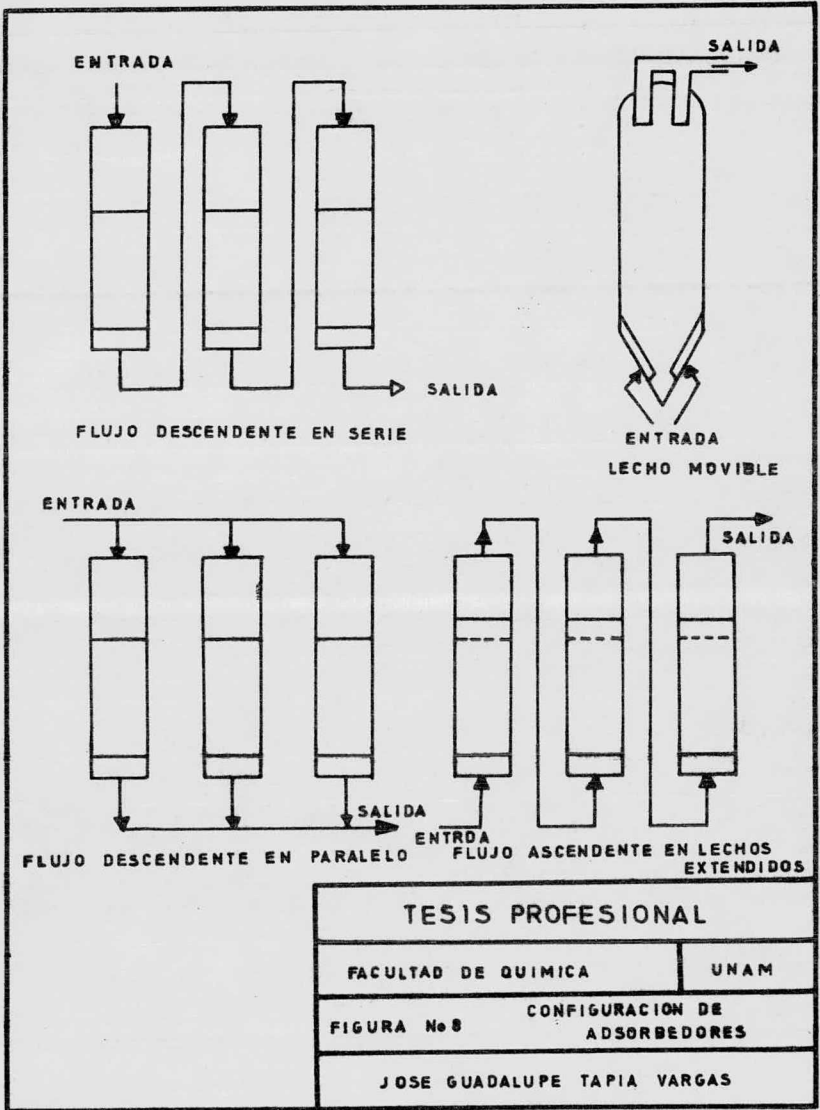 ENTRADA
SALIDA
SALIDA
FLUJO DESCENDENTE EN SERIE
ENTRADA
LECHO MOVIBLE
ENTRADA
SALIDA
SALIDA
FLUJO DESCENDENTE EN PARALELO
ENTRDA
FLUJO ASCENDENTE EN LECHOS
EXTENDIDOS
TESIS PROFESIONAL
FACULTAD DE QUIMICA
UNAM
FIGURA No 8
CONFIGURACION DE
ADSORBEDORES
JOSE GUADALUPE TAPIA VARGAS